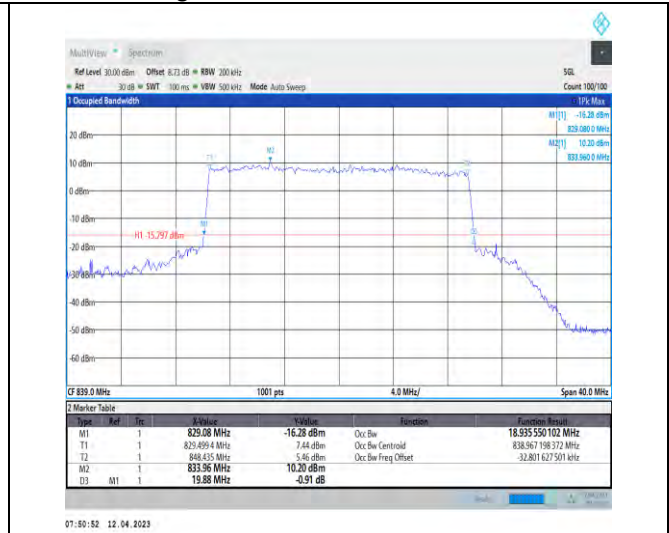 MultiView Spectrum
Ref Level 30.00 dBm Offset 8.73 dB RBW 200 kHz SGL
Att 30 dB SWT 100 ms VBW 500 kHz Mode Auto Sweep Count 100/100
1 Occupied Bandwidth 1Pk Max
M1[1] -16.28 dBm
829.080 0 MHz
M2[1] 10.20 dBm
833.960 0 MHz
20 dBm
M2
T1
10 dBm
0 dBm
-10 dBm
M1
H1 -15.797 dBm
-20 dBm
-30 dBm
-40 dBm
-50 dBm
-60 dBm
CF 839.0 MHz 1001 pts 4.0 MHz/ Span 40.0 MHz
2 Marker Table
Type Ref Trc X-Value Y-Value Function Function Result
M1 1 829.08 MHz -16.28 dBm Occ Bw 18.935 550 102 MHz
T1 1 829.499 4 MHz 7.44 dBm Occ Bw Centroid 838.967 198 372 MHz
T2 1 848.435 MHz 5.46 dBm Occ Bw Freq Offset -32.801 627 501 kHz
M2 1 833.96 MHz 10.20 dBm
D3 M1 1 19.88 MHz -0.91 dB
07:50:52 12.04.2023